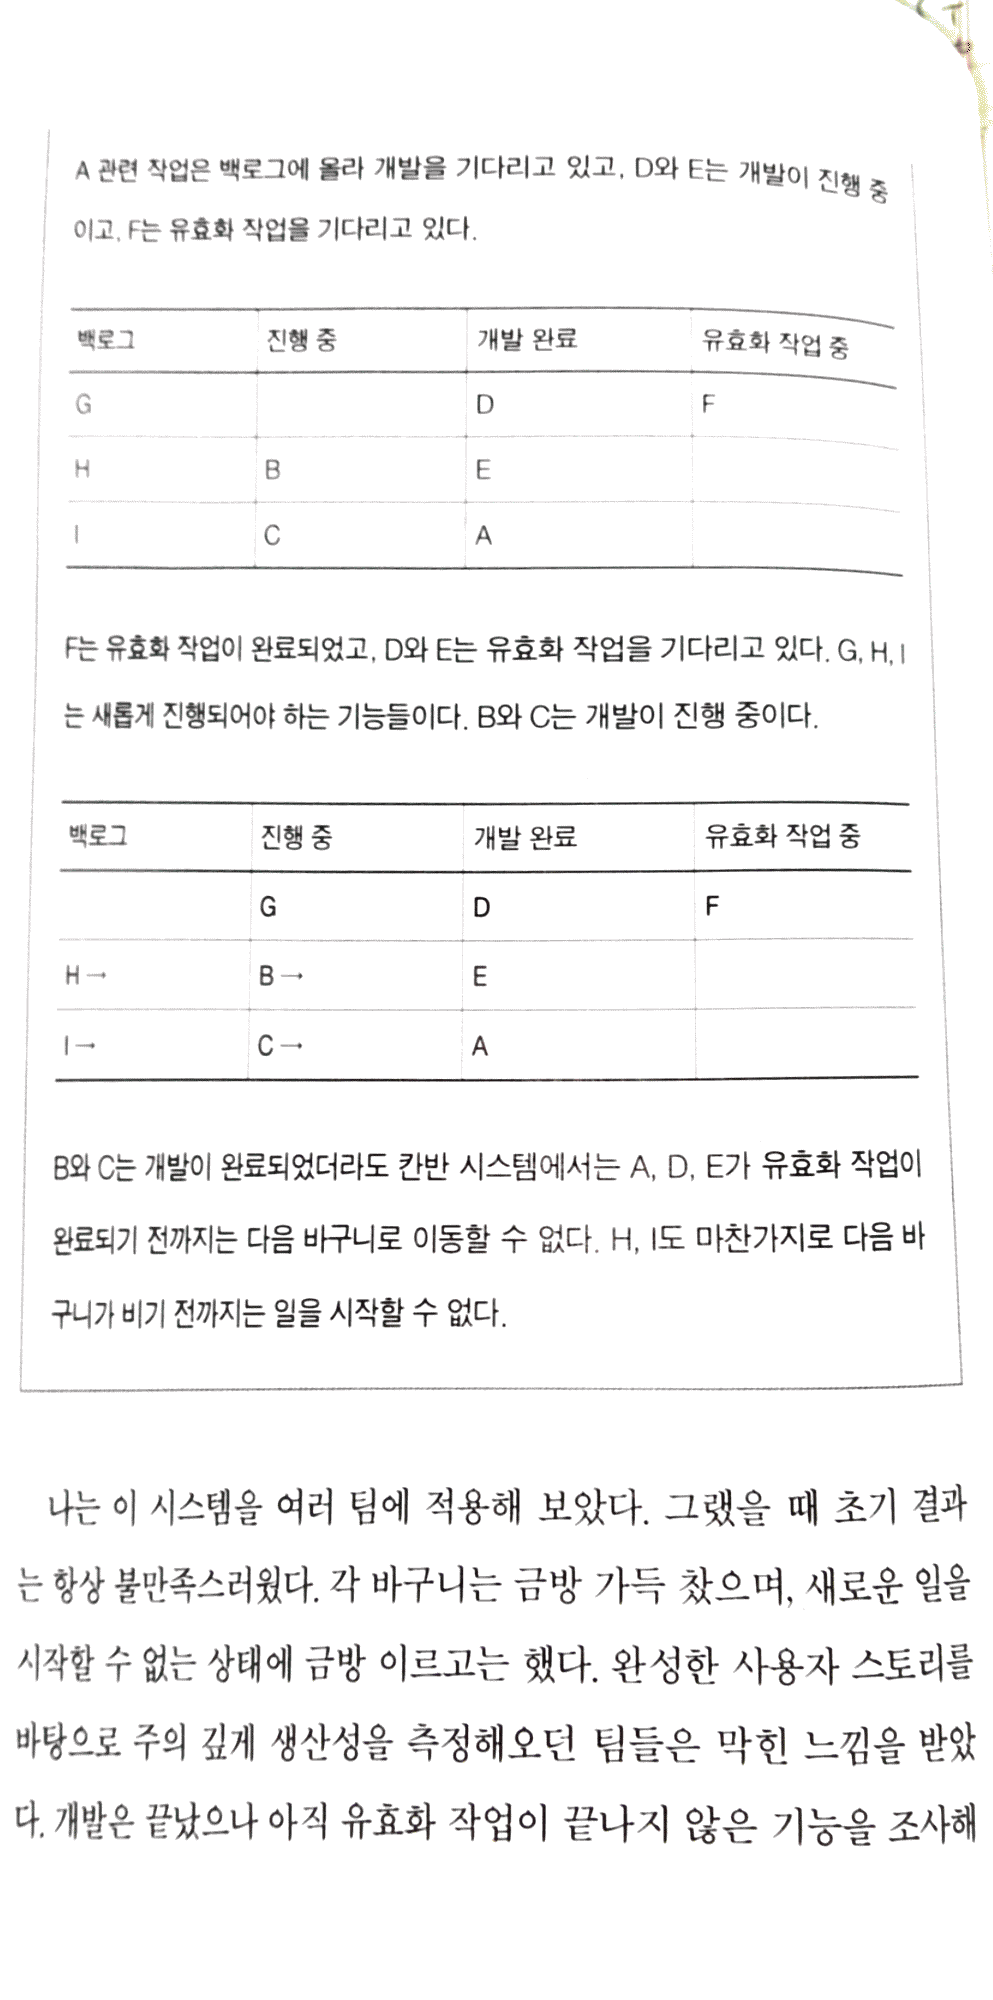 A 관련 작업은 백로그에 올라 개발을 기다리고 있고, D와 E는 개발이 진행 중
이고, F는 유효화 작업을 기다리고 있다.
백로그 진행 중 개발 완료 유효화 작업 중
G D F
H B E
I C A
F는 유효화 작업이 완료되었고, D와 E는 유효화 작업을 기다리고 있다. G, H, I
는 새롭게 진행되어야 하는 기능들이다. B와 C는 개발이 진행 중이다.
백로그 진행 중 개발 완료 유효화 작업 중
G D F
H → B → E
I → C → A
B와 C는 개발이 완료되었더라도 칸반 시스템에서는 A, D, E가 유효화 작업이
완료되기 전까지는 다음 바구니로 이동할 수 없다. H, I도 마찬가지로 다음 바
구니가 비기 전까지는 일을 시작할 수 없다.
나는 이 시스템을 여러 팀에 적용해 보았다. 그랬을 때 초기 결과
는 항상 불만족스러웠다. 각 바구니는 금방 가득 찼으며, 새로운 일을
시작할 수 없는 상태에 금방 이르고는 했다. 완성한 사용자 스토리를
바탕으로 주의 깊게 생산성을 측정해오던 팀들은 막힌 느낌을 받았
다. 개발은 끝났으나 아직 유효화 작업이 끝나지 않은 기능을 조사해